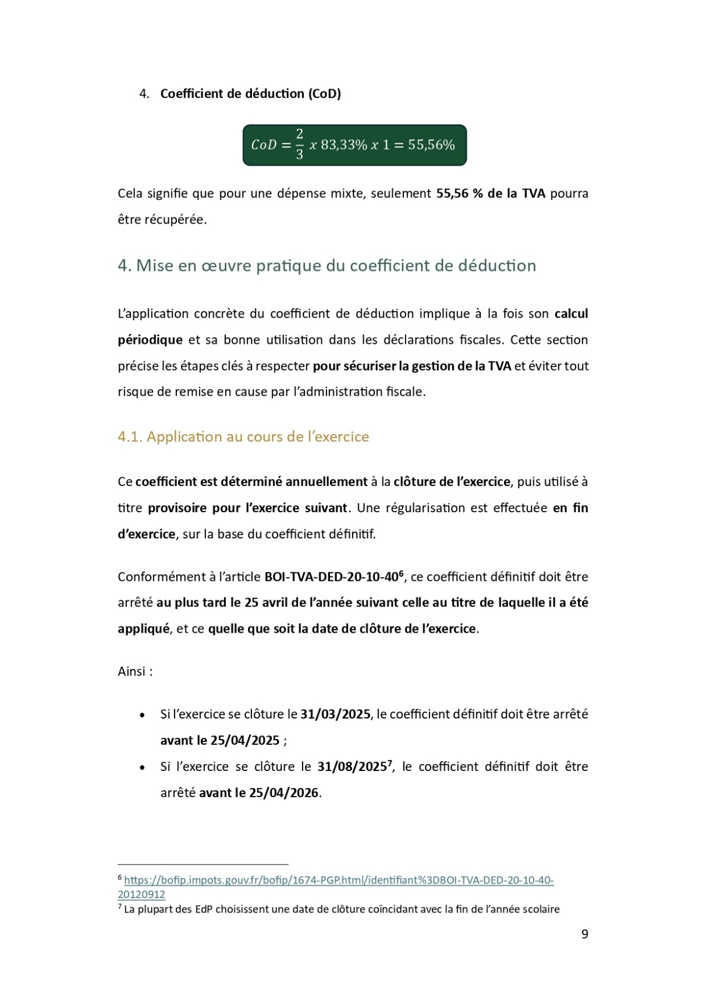 4. Coefficient de déduction (CoD)
CoD = 2/3 x 83,33% x 1 = 55,56%
Cela signifie que pour une dépense mixte, seulement 55,56 % de la TVA pourra
être récupérée.
4. Mise en œuvre pratique du coefficient de déduction
L’application concrète du coefficient de déduction implique à la fois son calcul
périodique et sa bonne utilisation dans les déclarations fiscales. Cette section
précise les étapes clés à respecter pour sécuriser la gestion de la TVA et éviter tout
risque de remise en cause par l’administration fiscale.
4.1. Application au cours de l’exercice
Ce coefficient est déterminé annuellement à la clôture de l’exercice, puis utilisé à
titre provisoire pour l’exercice suivant. Une régularisation est effectuée en fin
d’exercice, sur la base du coefficient définitif.
Conformément à l’article BOI-TVA-DED-20-10-40⁶, ce coefficient définitif doit être
arrêté au plus tard le 25 avril de l’année suivant celle au titre de laquelle il a été
appliqué, et ce quelle que soit la date de clôture de l’exercice.
Ainsi :
• Si l’exercice se clôture le 31/03/2025, le coefficient définitif doit être arrêté
avant le 25/04/2025 ;
• Si l’exercice se clôture le 31/08/2025⁷, le coefficient définitif doit être
arrêté avant le 25/04/2026.
⁶ https://bofip.impots.gouv.fr/bofip/1674-PGP.html/identifiant%3DBOI-TVA-DED-20-10-40-
20120912
⁷ La plupart des EdP choisissent une date de clôture coïncidant avec la fin de l’année scolaire
9